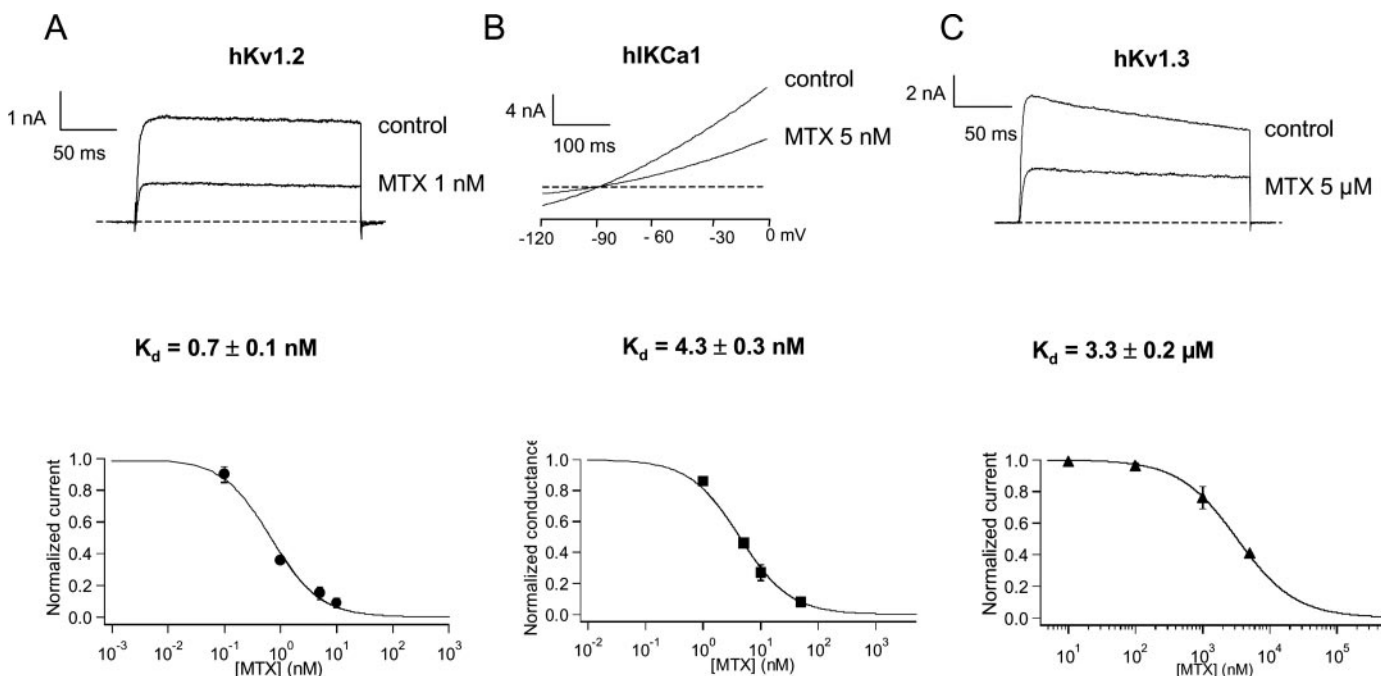 A
hKv1.2
1 nA
50 ms
control
MTX 1 nM
K_d = 0.7 ± 0.1 nM
Normalized current
1.0
0.8
0.6
0.4
0.2
0.0
10^-3
10^-2
10^-1
10^0
10^1
10^2
10^3
[MTX] (nM)
B
hIKCa1
4 nA
100 ms
control
MTX 5 nM
-120
-90
-60
-30
0 mV
K_d = 4.3 ± 0.3 nM
Normalized conductance
1.0
0.8
0.6
0.4
0.2
0.0
10^-2
10^-1
10^0
10^1
10^2
10^3
[MTX] (nM)
C
hKv1.3
2 nA
50 ms
control
MTX 5 µM
K_d = 3.3 ± 0.2 µM
Normalized current
1.0
0.8
0.6
0.4
0.2
0.0
10^1
10^2
10^3
10^4
10^5
[MTX] (nM)